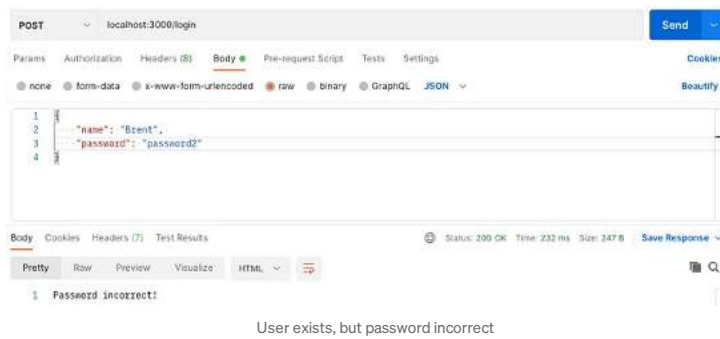 POST localhost:3000/login Send
Params Authorization Headers (8) Body Pre-request Script Tests Settings Cookies
none form-data x-www-form-urlencoded raw binary GraphQL JSON Beautify
1 {
2 "name": "Brent",
3 "password": "password2"
4 }
Body Cookies Headers (7) Test Results Status: 200 OK Time: 232 ms Size: 247 B Save Response
Pretty Raw Preview Visualize HTML
1 Password incorrect!
User exists, but password incorrect